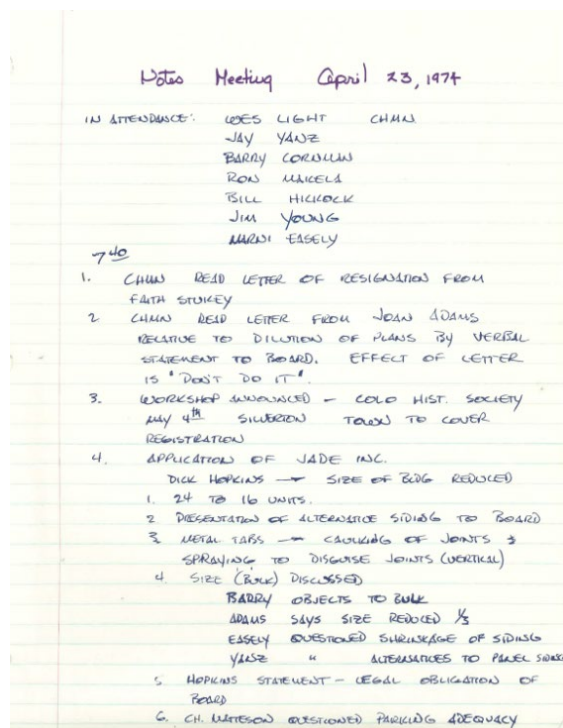 Notes Meeting April 23, 1974
IN ATTENDANCE: WES LIGHT CHMN
JAY YANZ
BARRY CORNMAN
RON MAKELA
BILL HICKOCK
JIM YOUNG
MARNI EASELY
7 40
1. CHMN READ LETTER OF RESIGNATION FROM
FAITH STUKEY
2 CHMN READ LETTER FROM JOAN ADAMS
RELATIVE TO DILUTION OF PLANS BY VERBAL
STATEMENT TO BOARD. EFFECT OF LETTER
IS "DON'T DO IT".
3. WORKSHOP ANNOUNCED - COLO HIST. SOCIETY
MAY 4th SILVERTON TOWN TO COVER
REGISTRATION
4. APPLICATION OF JADE INC.
DICK HOPKINS → SIZE OF BLDG REDUCED
1. 24 TO 16 UNITS.
2 PRESENTATION OF ALTERNATIVE SIDING TO BOARD
3 METAL TABS → CAULKING OF JOINTS &
SPRAYING TO DISGUISE JOINTS (VERTICAL)
4 SIZE (BULK) DISCUSSED
BARRY OBJECTS TO BULK
ADAMS SAYS SIZE REDUCED 1/3
EASELY QUESTIONED SHRINKAGE OF SIDING
YANSZ " ALTERNATIVES TO PANEL SIDING
5 HOPKINS STATEMENT - LEGAL OBLIGATION OF
BOARD
6. CH. MATTESON QUESTIONED PARKING ADEQUACY